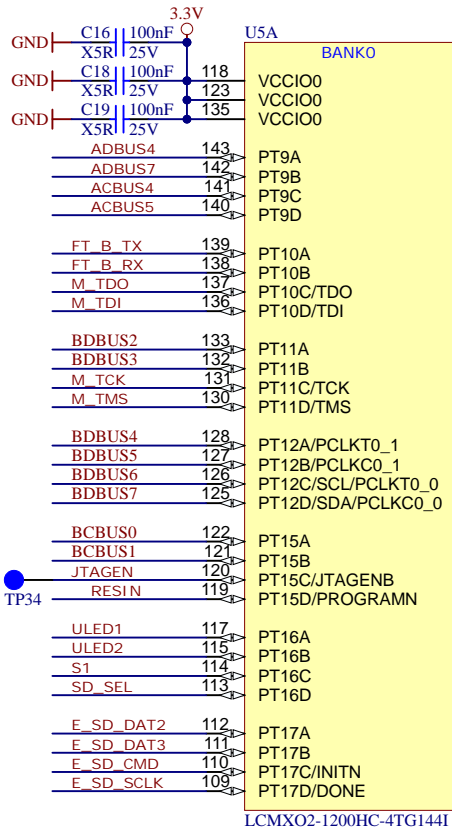 3.3V
U5A
C16 100nF
GND
X5R 25V
BANK0
C18 100nF
GND
X5R 25V
118 VCCIO0
123 VCCIO0
C19 100nF
GND
X5R 25V
135 VCCIO0
ADBUS4 143 PT9A
ADBUS7 142 PT9B
ACBUS4 141 PT9C
ACBUS5 140 PT9D
FT_B_TX 139 PT10A
FT_B_RX 138 PT10B
M_TDO 137 PT10C/TDO
M_TDI 136 PT10D/TDI
BDBUS2 133 PT11A
BDBUS3 132 PT11B
M_TCK 131 PT11C/TCK
M_TMS 130 PT11D/TMS
BDBUS4 128 PT12A/PCLKT0_1
BDBUS5 127 PT12B/PCLKC0_1
BDBUS6 126 PT12C/SCL/PCLKT0_0
BDBUS7 125 PT12D/SDA/PCLKC0_0
BCBUS0 122 PT15A
BCBUS1 121 PT15B
JTAGEN 120 PT15C/JTAGENB
TP34
RESIN 119 PT15D/PROGRAMN
ULED1 117 PT16A
ULED2 115 PT16B
S1 114 PT16C
SD_SEL 113 PT16D
E_SD_DAT2 112 PT17A
E_SD_DAT3 111 PT17B
E_SD_CMD 110 PT17C/INITN
E_SD_SCLK 109 PT17D/DONE
LCMXO2-1200HC-4TG144I